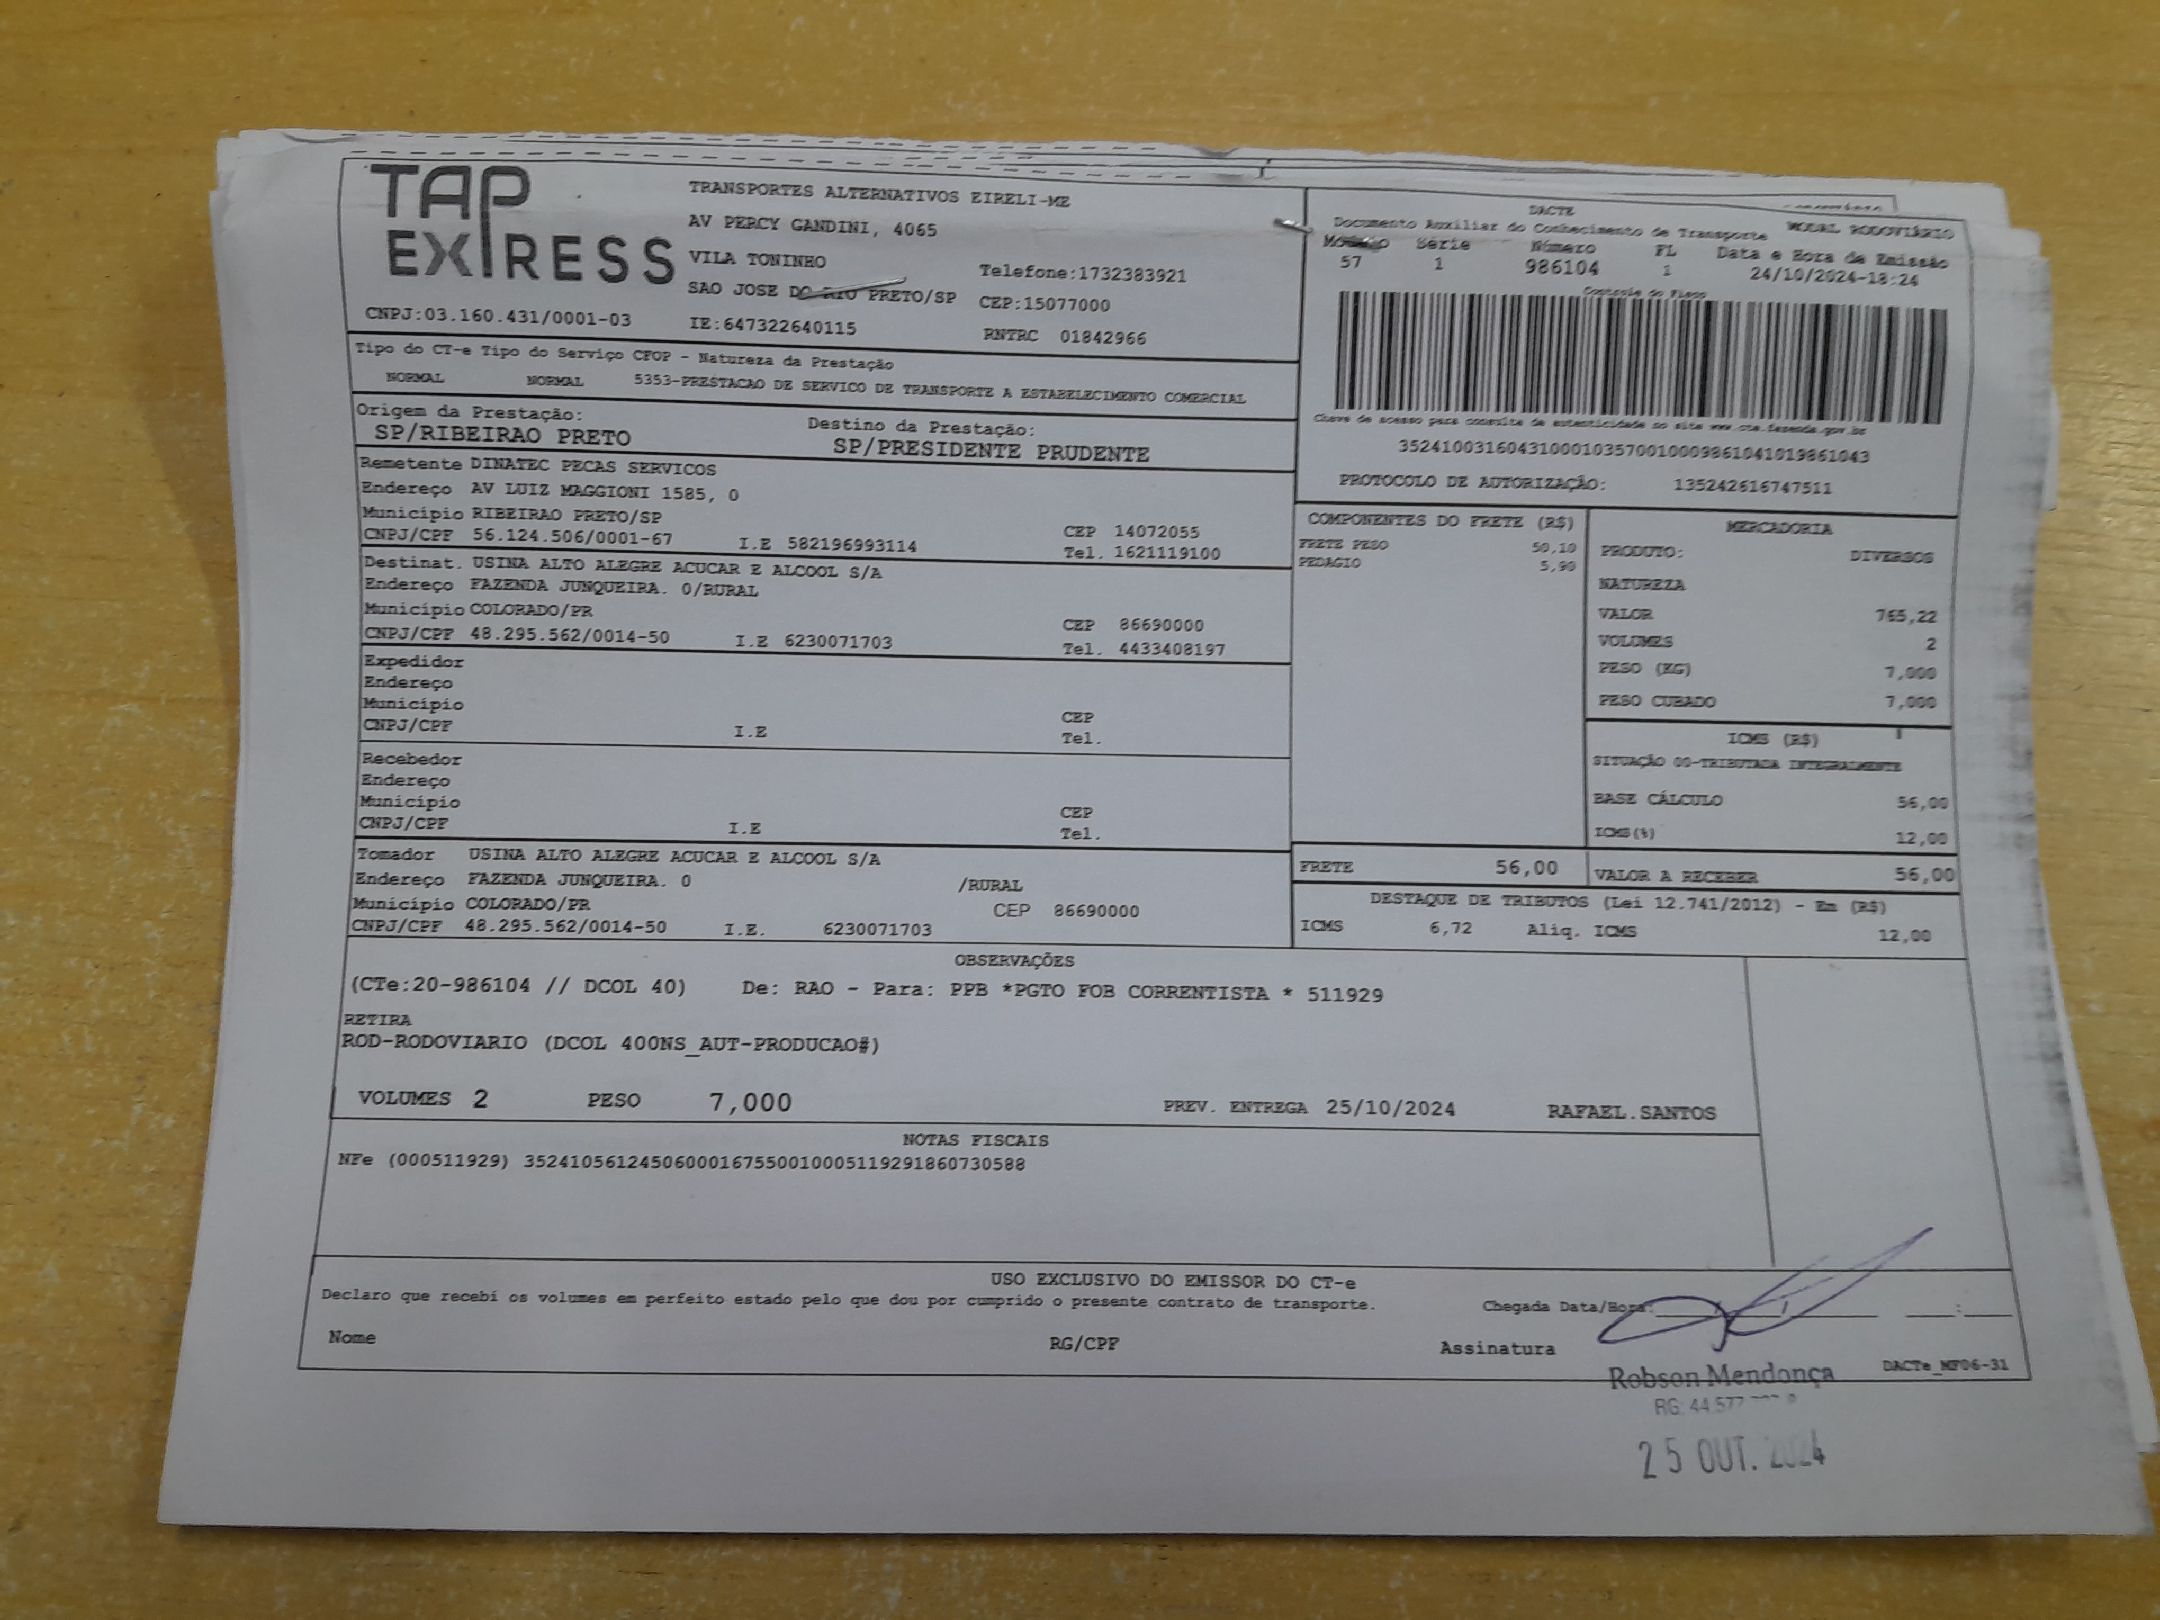 TAP
EXPRESS
TRANSPORTES ALTERNATIVOS EIRELI-ME
AV PERCY GANDINI, 4065
VILA TONINHO
Telefone:1732383921
SAO JOSE DO RIO PRETO/SP CEP:15077000
CNPJ:03.160.431/0001-03 IE:647322640115 RNTRC 01842966
DACTE
Documento Auxiliar do Conhecimento de Transporte MODAL RODOVIÁRIO
Modelo Série Número FL Data e Hora da Emissão
57 1 986104 1 24/10/2024-18:24
Controle do Fisco
Chave de acesso para consulta de autenticidade no site www.cte.fazenda.gov.br
35241003160431000103570010009861041019861043
PROTOCOLO DE AUTORIZAÇÃO: 135242616747511
Tipo do CT-e Tipo do Serviço CFOP - Natureza da Prestação
NORMAL NORMAL 5353-PRESTACAO DE SERVICO DE TRANSPORTE A ESTABELECIMENTO COMERCIAL
Origem da Prestação: Destino da Prestação:
SP/RIBEIRAO PRETO SP/PRESIDENTE PRUDENTE
Remetente DINATEC PECAS SERVICOS
Endereço AV LUIZ MAGGIONI 1585, 0
Município RIBEIRAO PRETO/SP CEP 14072055
CNPJ/CPF 56.124.506/0001-67 I.E 582196993114 Tel. 1621119100
Destinat. USINA ALTO ALEGRE ACUCAR E ALCOOL S/A
Endereço FAZENDA JUNQUEIRA. 0/RURAL
Município COLORADO/PR CEP 86690000
CNPJ/CPF 48.295.562/0014-50 I.E 6230071703 Tel. 4433408197
Expedidor
Endereço
Município CEP
CNPJ/CPF I.E Tel.
Recebedor
Endereço
Município CEP
CNPJ/CPF I.E Tel.
Tomador USINA ALTO ALEGRE ACUCAR E ALCOOL S/A
Endereço FAZENDA JUNQUEIRA. 0 /RURAL
Município COLORADO/PR CEP 86690000
CNPJ/CPF 48.295.562/0014-50 I.E. 6230071703
COMPONENTES DO FRETE (R$)
FRETE PESO 50,10
PEDAGIO 5,90
MERCADORIA
PRODUTO: DIVERSOS
NATUREZA
VALOR 765,22
VOLUMES 2
PESO (KG) 7,000
PESO CUBADO 7,000
ICMS (R$)
SITUAÇÃO 00-TRIBUTADA INTEGRALMENTE
BASE CÁLCULO 56,00
ICMS(%) 12,00
FRETE 56,00 VALOR A RECEBER 56,00
DESTAQUE DE TRIBUTOS (Lei 12.741/2012) - Em (R$)
ICMS 6,72 Aliq. ICMS 12,00
OBSERVAÇÕES
(CTe:20-986104 // DCOL 40) De: RAO - Para: PPB *PGTO FOB CORRENTISTA * 511929
RETIRA
ROD-RODOVIARIO (DCOL 400NS_AUT-PRODUCAO#)
VOLUMES 2 PESO 7,000 PREV. ENTREGA 25/10/2024 RAFAEL.SANTOS
NOTAS FISCAIS
NFe (000511929) 35241056124506000167550010005119291860730588
USO EXCLUSIVO DO EMISSOR DO CT-e
Declaro que recebi os volumes em perfeito estado pelo que dou por cumprido o presente contrato de transporte. Chegada Data/Hora:
Nome RG/CPF Assinatura
DACTe_MF06-31
Robson Mendonça
RG: 44.577
25 OUT. 2024